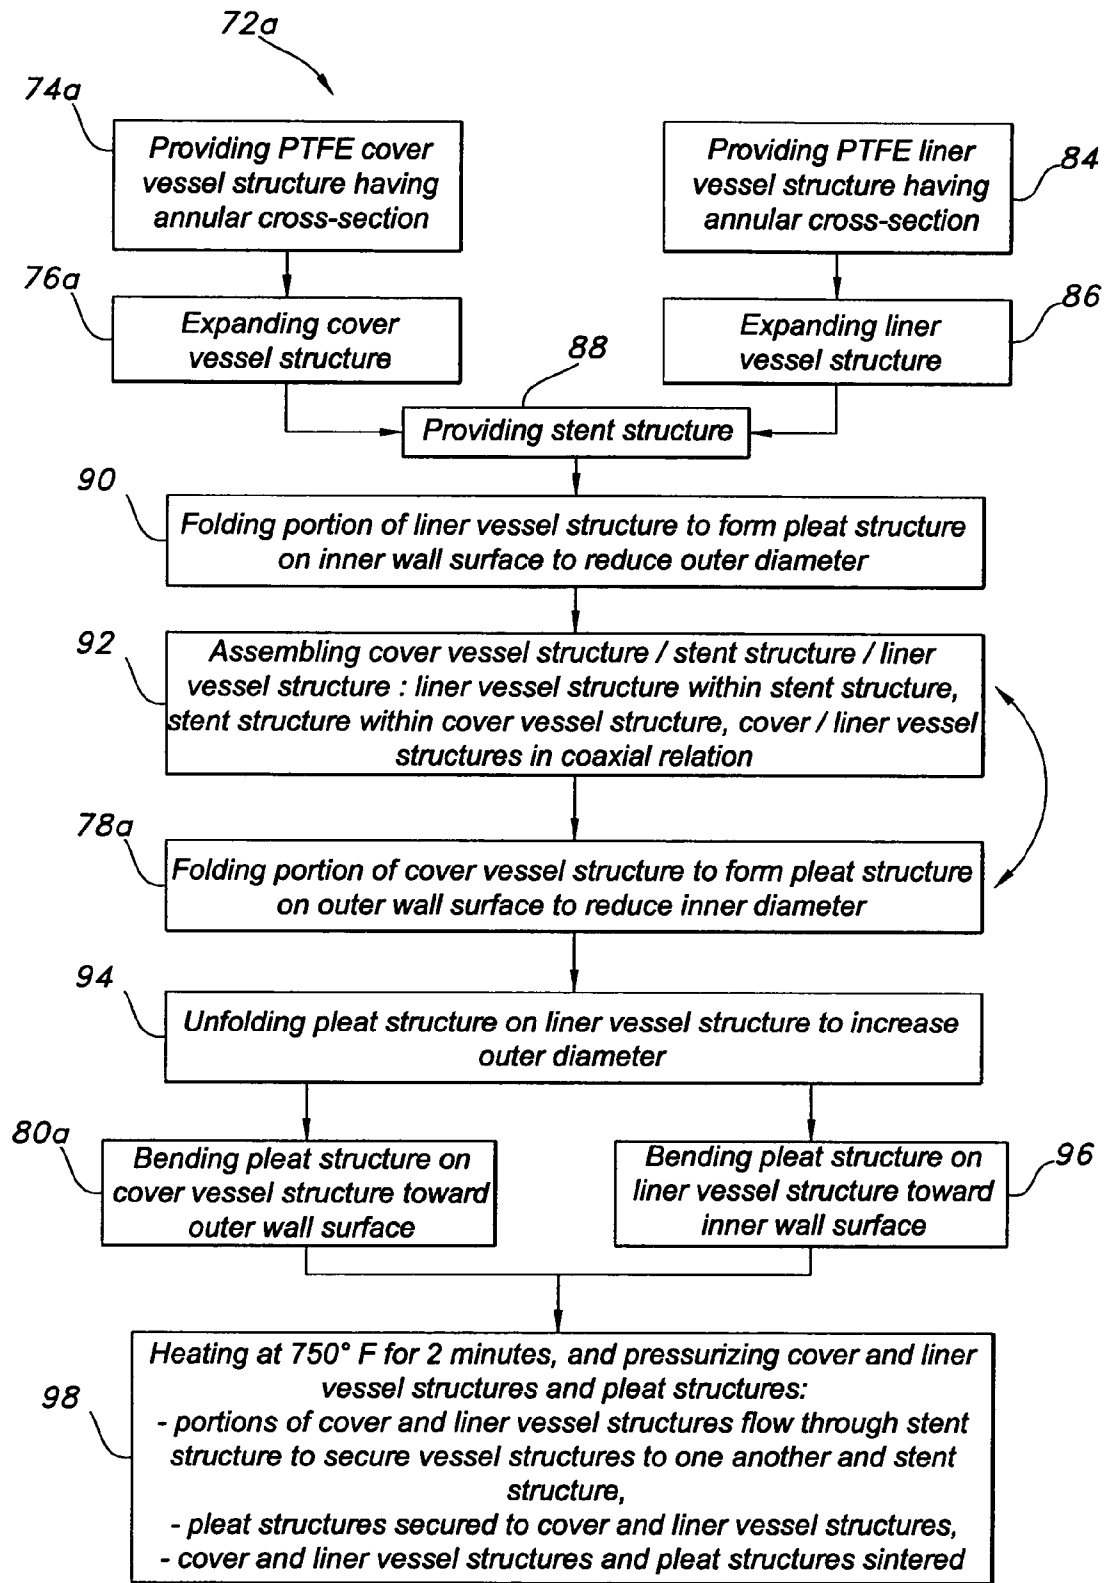 72a
74a
Providing PTFE cover
vessel structure having
annular cross-section
Providing PTFE liner
vessel structure having
annular cross-section
84
76a
Expanding cover
vessel structure
Expanding liner
vessel structure
86
88
Providing stent structure
90
Folding portion of liner vessel structure to form pleat structure
on inner wall surface to reduce outer diameter
92
Assembling cover vessel structure / stent structure / liner
vessel structure : liner vessel structure within stent structure,
stent structure within cover vessel structure, cover / liner vessel
structures in coaxial relation
78a
Folding portion of cover vessel structure to form pleat structure
on outer wall surface to reduce inner diameter
94
Unfolding pleat structure on liner vessel structure to increase
outer diameter
80a
Bending pleat structure on
cover vessel structure toward
outer wall surface
Bending pleat structure on
liner vessel structure toward
inner wall surface
96
98
Heating at 750° F for 2 minutes, and pressurizing cover and liner
vessel structures and pleat structures:
- portions of cover and liner vessel structures flow through stent
structure to secure vessel structures to one another and stent
structure,
- pleat structures secured to cover and liner vessel structures,
- cover and liner vessel structures and pleat structures sintered